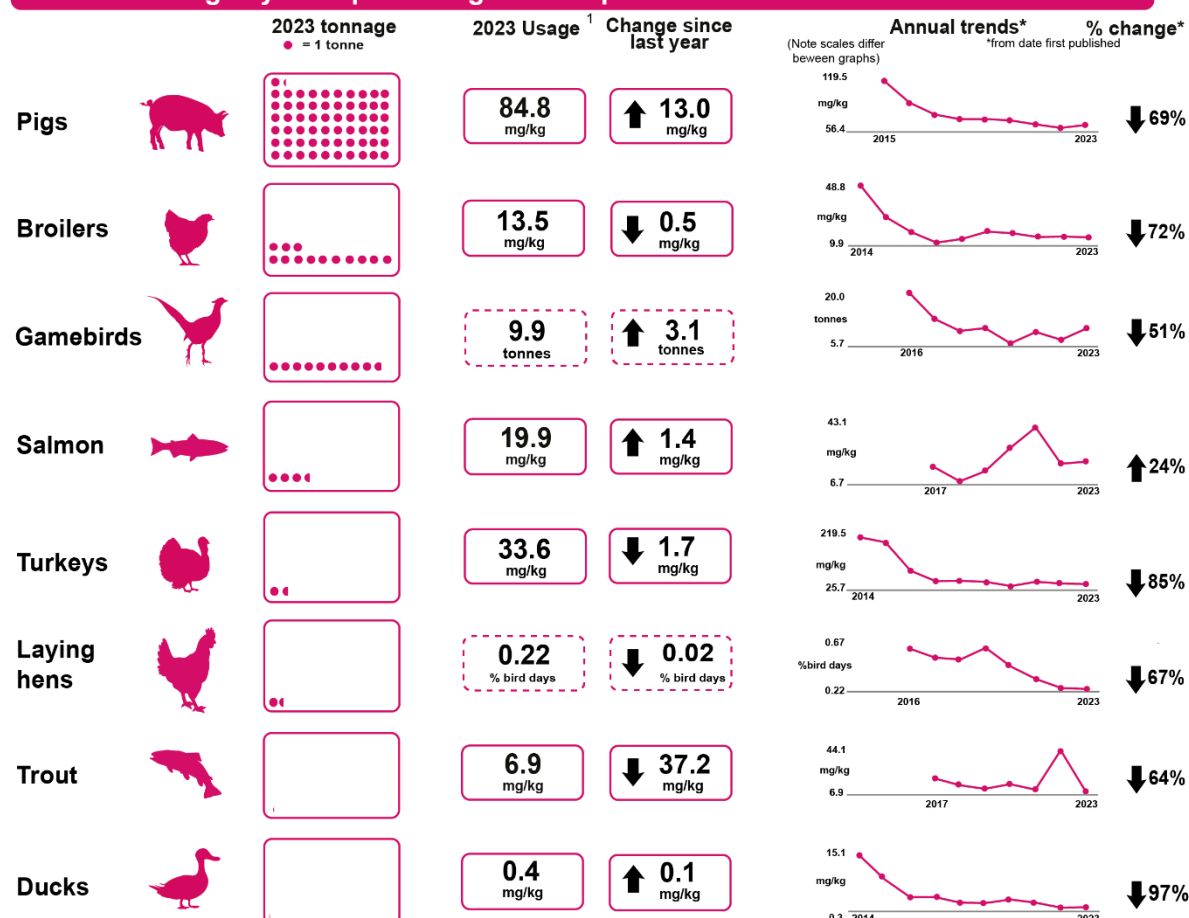 2023 tonnage
= 1 tonne
2023 Usage 1
Change since
last year
Annual trends*
(Note scales differ
beween graphs)
*from date first published
% change*
Pigs
84.8
mg/kg
13.0
mg/kg
119.5
mg/kg
56.4
2015
2023
69%
Broilers
13.5
mg/kg
0.5
mg/kg
48.8
mg/kg
9.9
2014
2023
72%
Gamebirds
9.9
tonnes
3.1
tonnes
20.0
tonnes
5.7
2016
2023
51%
Salmon
19.9
mg/kg
1.4
mg/kg
43.1
mg/kg
6.7
2017
2023
24%
Turkeys
33.6
mg/kg
1.7
mg/kg
219.5
mg/kg
25.7
2014
2023
85%
Laying
hens
0.22
% bird days
0.02
% bird days
0.67
%bird days
0.22
2016
2023
67%
Trout
6.9
mg/kg
37.2
mg/kg
44.1
mg/kg
6.9
2017
2023
64%
Ducks
0.4
mg/kg
0.1
mg/kg
15.1
mg/kg
0.3
2014
2023
97%